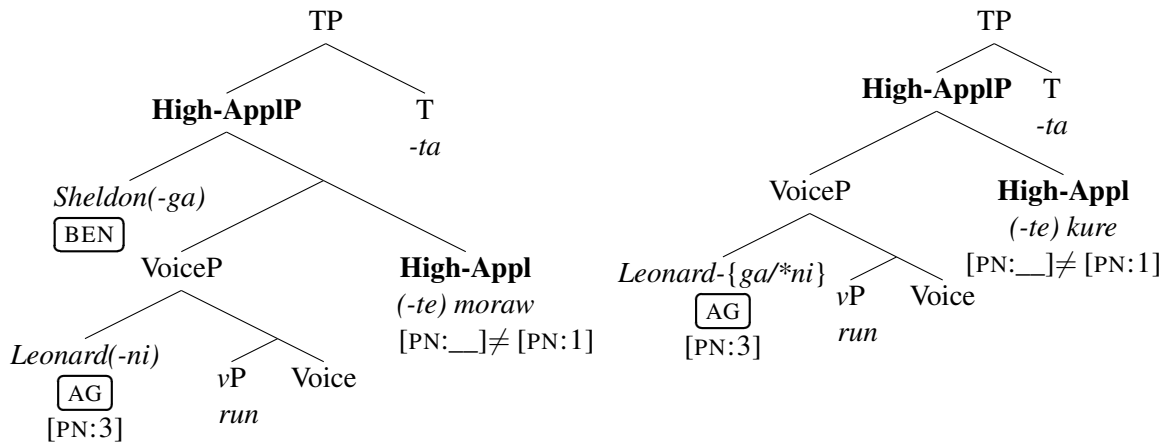 TP
High-ApplP
T
-ta
Sheldon(-ga)
BEN
VoiceP
High-Appl
(-te) moraw
[PN:__]≠ [PN:1]
Leonard(-ni)
AG
[PN:3]
vP
run
Voice
TP
High-ApplP
T
-ta
VoiceP
High-Appl
(-te) kure
[PN:__]≠ [PN:1]
Leonard-{ga/*ni}
AG
[PN:3]
vP
run
Voice